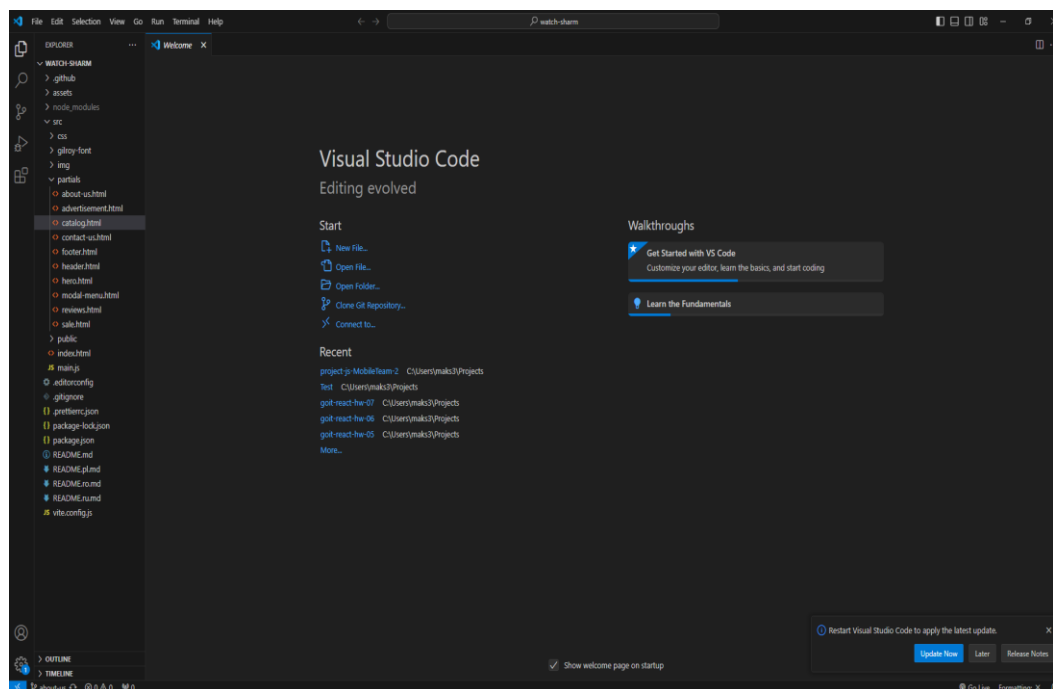 File Edit Selection View Go Run Terminal Help
watch-sharm
EXPLORER
WATCH-SHARM
.github
assets
node_modules
src
css
gilroy-font
img
partials
about-us.html
advertisement.html
catalog.html
contact-us.html
footer.html
header.html
hero.html
modal-menu.html
reviews.html
sale.html
public
index.html
JS main.js
.editorconfig
.gitignore
{} .prettierrc.json
{} package-lock.json
{} package.json
README.md
README.pl.md
README.ro.md
README.ru.md
JS vite.config.js
OUTLINE
TIMELINE
Welcome
Visual Studio Code
Editing evolved
Start
New File...
Open File...
Open Folder...
Clone Git Repository...
Connect to...
Recent
project-js-MobileTeam-2 C:\Users\maks3\Projects
Test C:\Users\maks3\Projects
goit-react-hw-07 C:\Users\maks3\Projects
goit-react-hw-06 C:\Users\maks3\Projects
goit-react-hw-05 C:\Users\maks3\Projects
More...
Walkthroughs
Get Started with VS Code
Customize your editor, learn the basics, and start coding
Learn the Fundamentals
Show welcome page on startup
Restart Visual Studio Code to apply the latest update.
Update Now Later Release Notes
about-us 0 0 0
Go Live Formatting: X